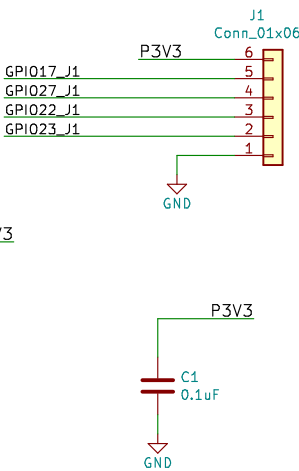 J1
Conn_01x06
P3V3 6
GPIO17_J1 5
GPIO27_J1 4
GPIO22_J1 3
GPIO23_J1 2
1
GND
V3
P3V3
C1
0.1uF
GND